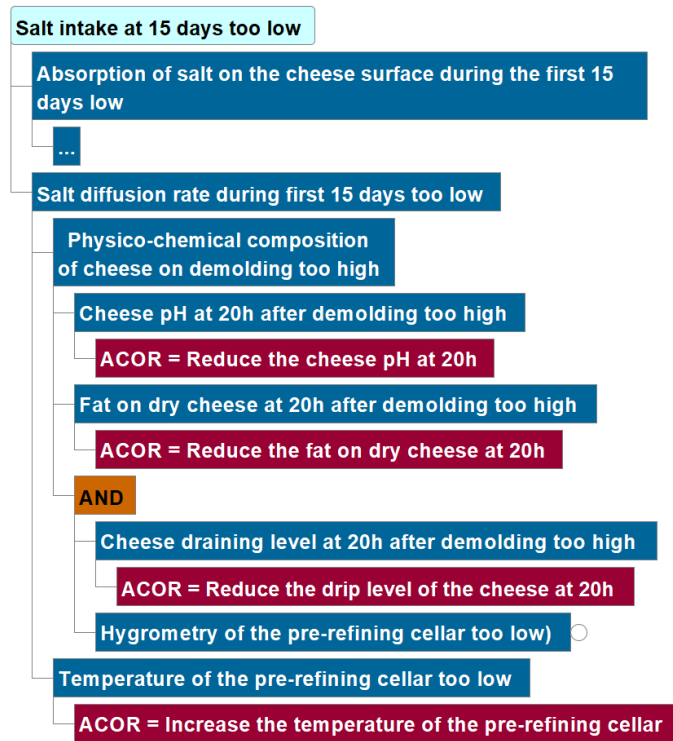 Salt intake at 15 days too low
Absorption of salt on the cheese surface during the first 15
days low
...
Salt diffusion rate during first 15 days too low
Physico-chemical composition
of cheese on demolding too high
Cheese pH at 20h after demolding too high
ACOR = Reduce the cheese pH at 20h
Fat on dry cheese at 20h after demolding too high
ACOR = Reduce the fat on dry cheese at 20h
AND
Cheese draining level at 20h after demolding too high
ACOR = Reduce the drip level of the cheese at 20h
Hygrometry of the pre-refining cellar too low)
Temperature of the pre-refining cellar too low
ACOR = Increase the temperature of the pre-refining cellar